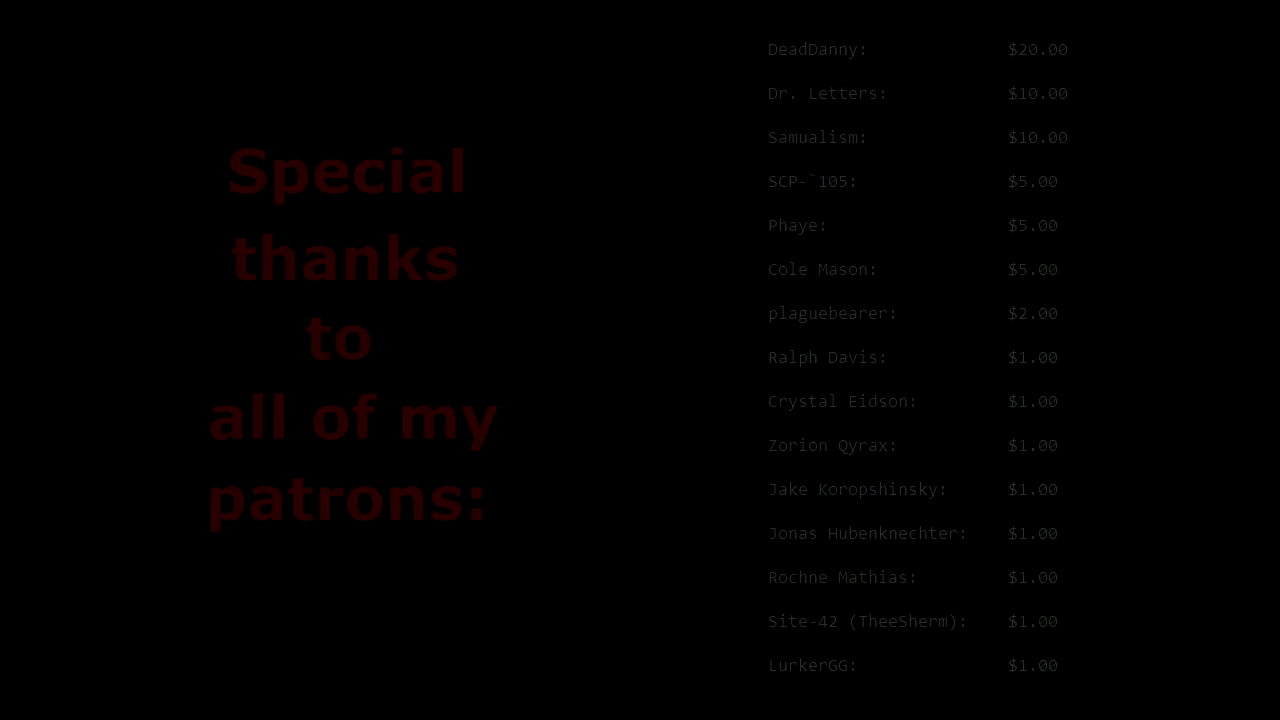 Special
thanks
to
all of my
patrons:
DeadDanny: $20.00
Dr. Letters: $10.00
Samualism: $10.00
SCP-`105: $5.00
Phaye: $5.00
Cole Mason: $5.00
plaguebearer: $2.00
Ralph Davis: $1.00
Crystal Eidson: $1.00
Zorion Qyrax: $1.00
Jake Koropshinsky: $1.00
Jonas Hubenknechter: $1.00
Rochne Mathias: $1.00
Site-42 (TheeSherm): $1.00
LurkerGG: $1.00